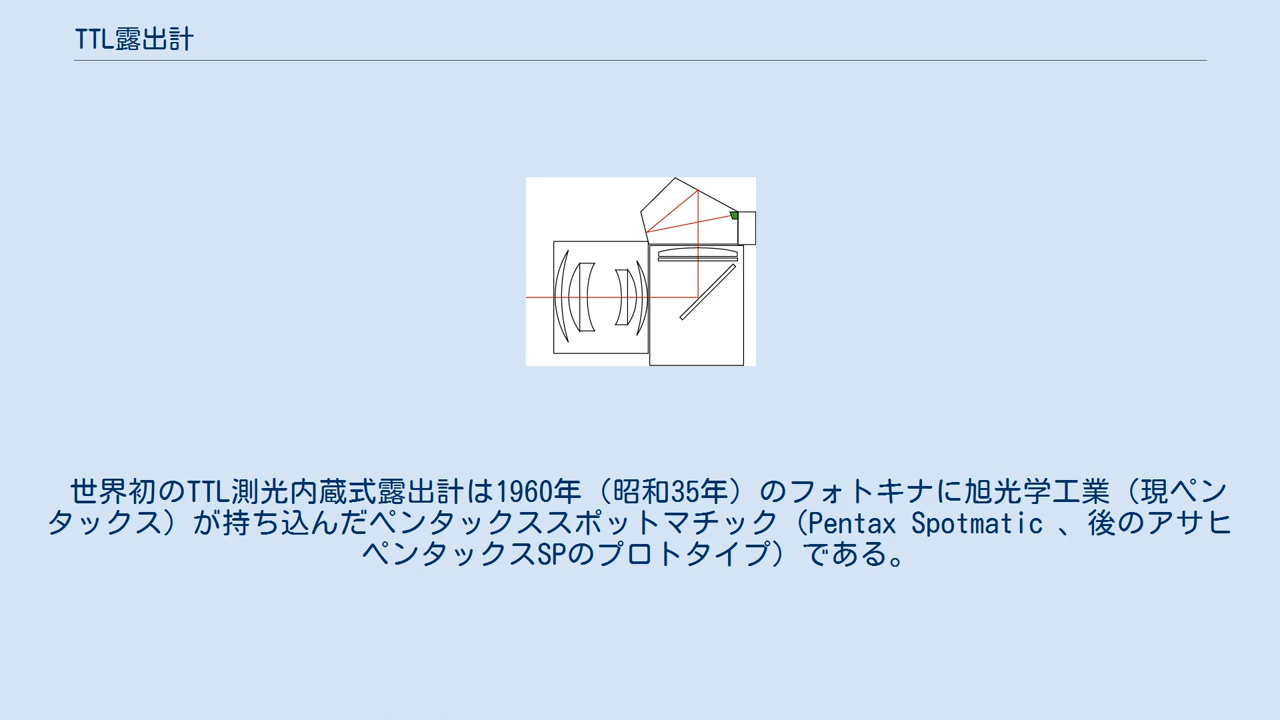 TTL露出計
世界初のTTL測光内蔵式露出計は1960年（昭和35年）のフォトキナに旭光学工業（現ペン
タックス）が持ち込んだペンタックススポットマチック（Pentax Spotmatic 、後のアサヒ
ペンタックスSPのプロトタイプ）である。